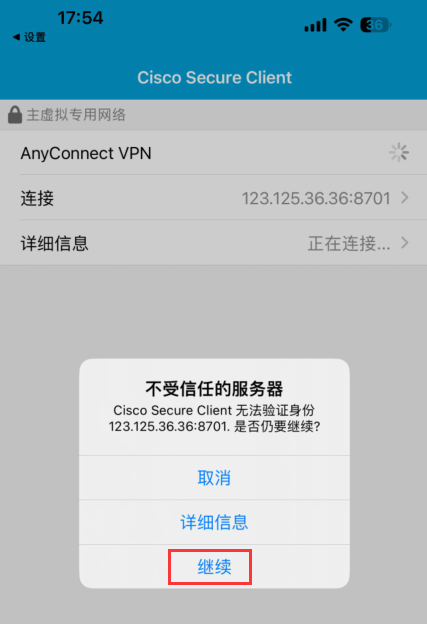 17:54
◀ 设置
36
Cisco Secure Client
主虚拟专用网络
AnyConnect VPN
连接 123.125.36.36:8701
详细信息 正在连接...
不受信任的服务器
Cisco Secure Client 无法验证身份
123.125.36.36:8701. 是否仍要继续?
取消
详细信息
继续